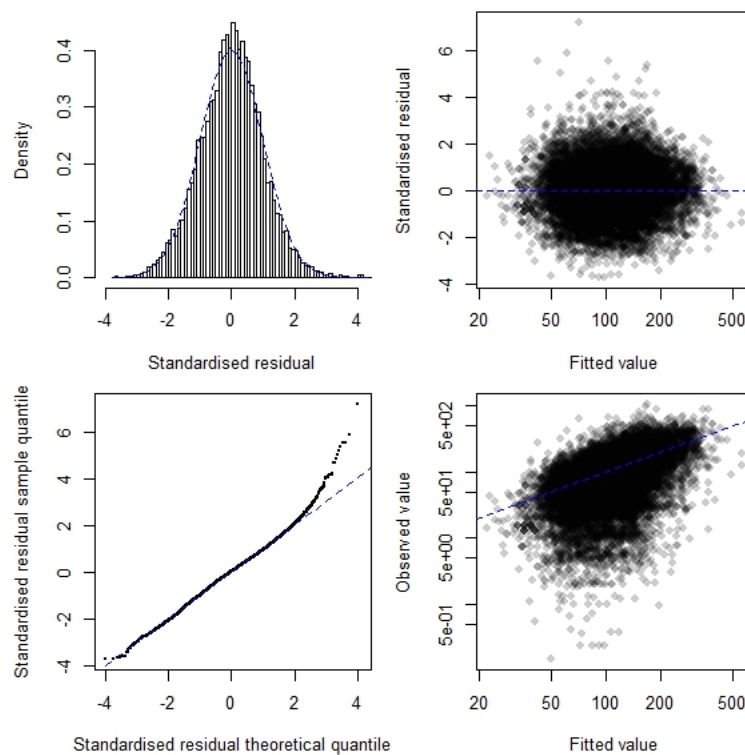 Density
0.0 0.1 0.2 0.3 0.4
-4 -2 0 2 4
Standardised residual
Standardised residual
-4 -2 0 2 4 6
20 50 100 200 500
Fitted value
Standardised residual sample quantile
-4 -2 0 2 4 6
-4 -2 0 2 4
Standardised residual theoretical quantile
Observed value
5e-01 5e+00 5e+01 5e+02
20 50 100 200 500
Fitted value